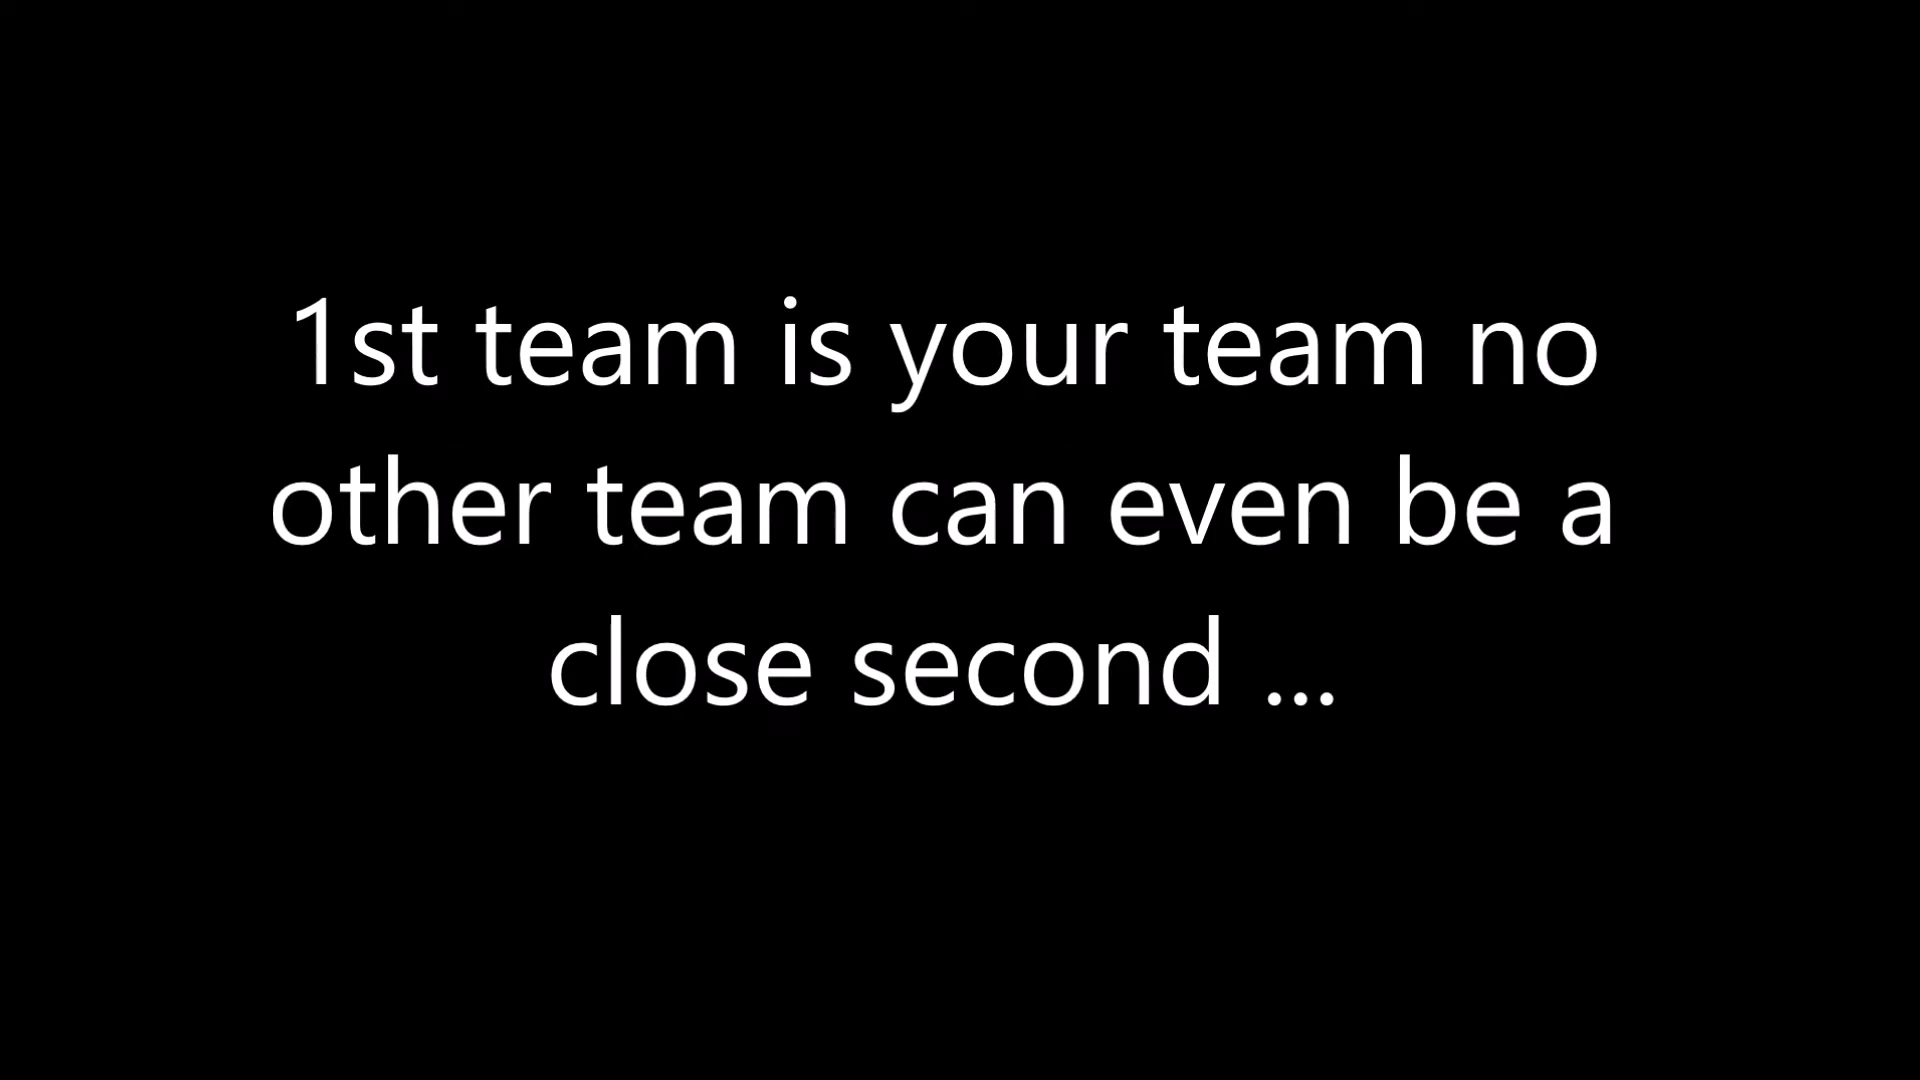 1st team is your team no
other team can even be a
close second ...